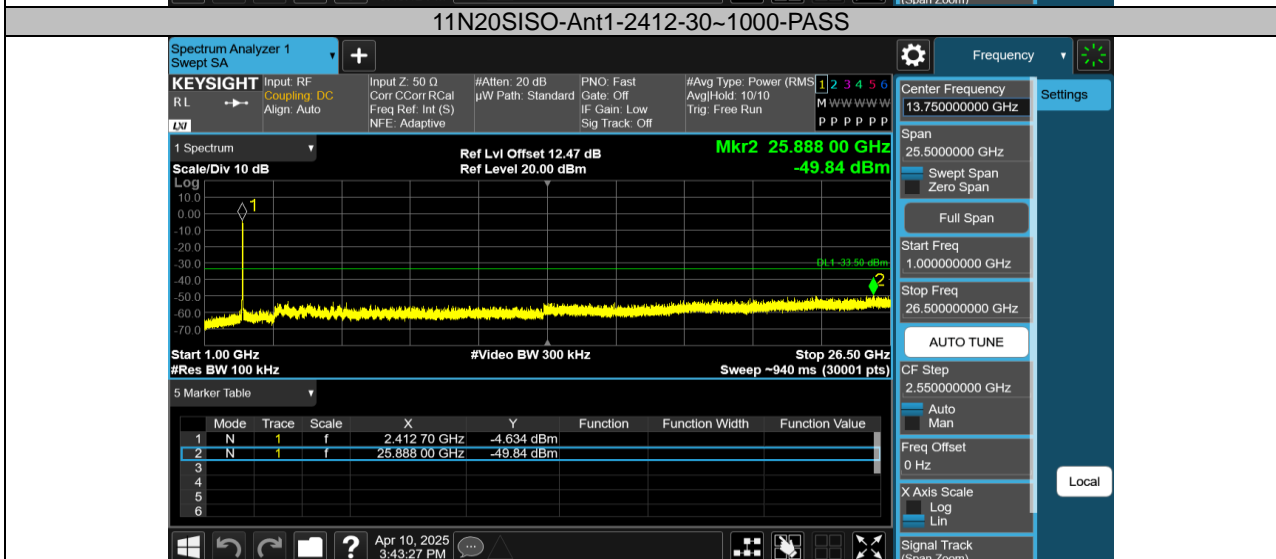 (Span Zoom)
11N20SISO-Ant1-2412-30~1000-PASS
Spectrum Analyzer 1
Swept SA
+
Frequency
KEYSIGHT
RL
LXI
Input: RF
Coupling: DC
Align: Auto
Input Z: 50 Ω
Corr CCorr RCal
Freq Ref: Int (S)
NFE: Adaptive
#Atten: 20 dB
µW Path: Standard
PNO: Fast
Gate: Off
IF Gain: Low
Sig Track: Off
#Avg Type: Power (RMS
Avg|Hold: 10/10
Trig: Free Run
1 2 3 4 5 6
M W W W W W
P P P P P P
Center Frequency
13.750000000 GHz
Settings
1 Spectrum
Scale/Div 10 dB
Ref Lvl Offset 12.47 dB
Ref Level 20.00 dBm
Mkr2 25.888 00 GHz
-49.84 dBm
Span
25.5000000 GHz
Swept Span
Zero Span
Full Span
Log
10.0
0.00
-10.0
-20.0
-30.0
-40.0
-50.0
-60.0
-70.0
1
DL1 -33.50 dBm
2
Start Freq
1.000000000 GHz
Stop Freq
26.500000000 GHz
AUTO TUNE
Start 1.00 GHz
#Video BW 300 kHz
Stop 26.50 GHz
#Res BW 100 kHz
Sweep ~940 ms (30001 pts)
CF Step
2.550000000 GHz
Auto
Man
5 Marker Table
Mode Trace Scale X Y Function Function Width Function Value
1 N 1 f 2.412 70 GHz -4.634 dBm
2 N 1 f 25.888 00 GHz -49.84 dBm
3
4
5
6
Freq Offset
0 Hz
Local
X Axis Scale
Log
Lin
Signal Track
(Span Zoom)
?
Apr 10, 2025
3:43:27 PM